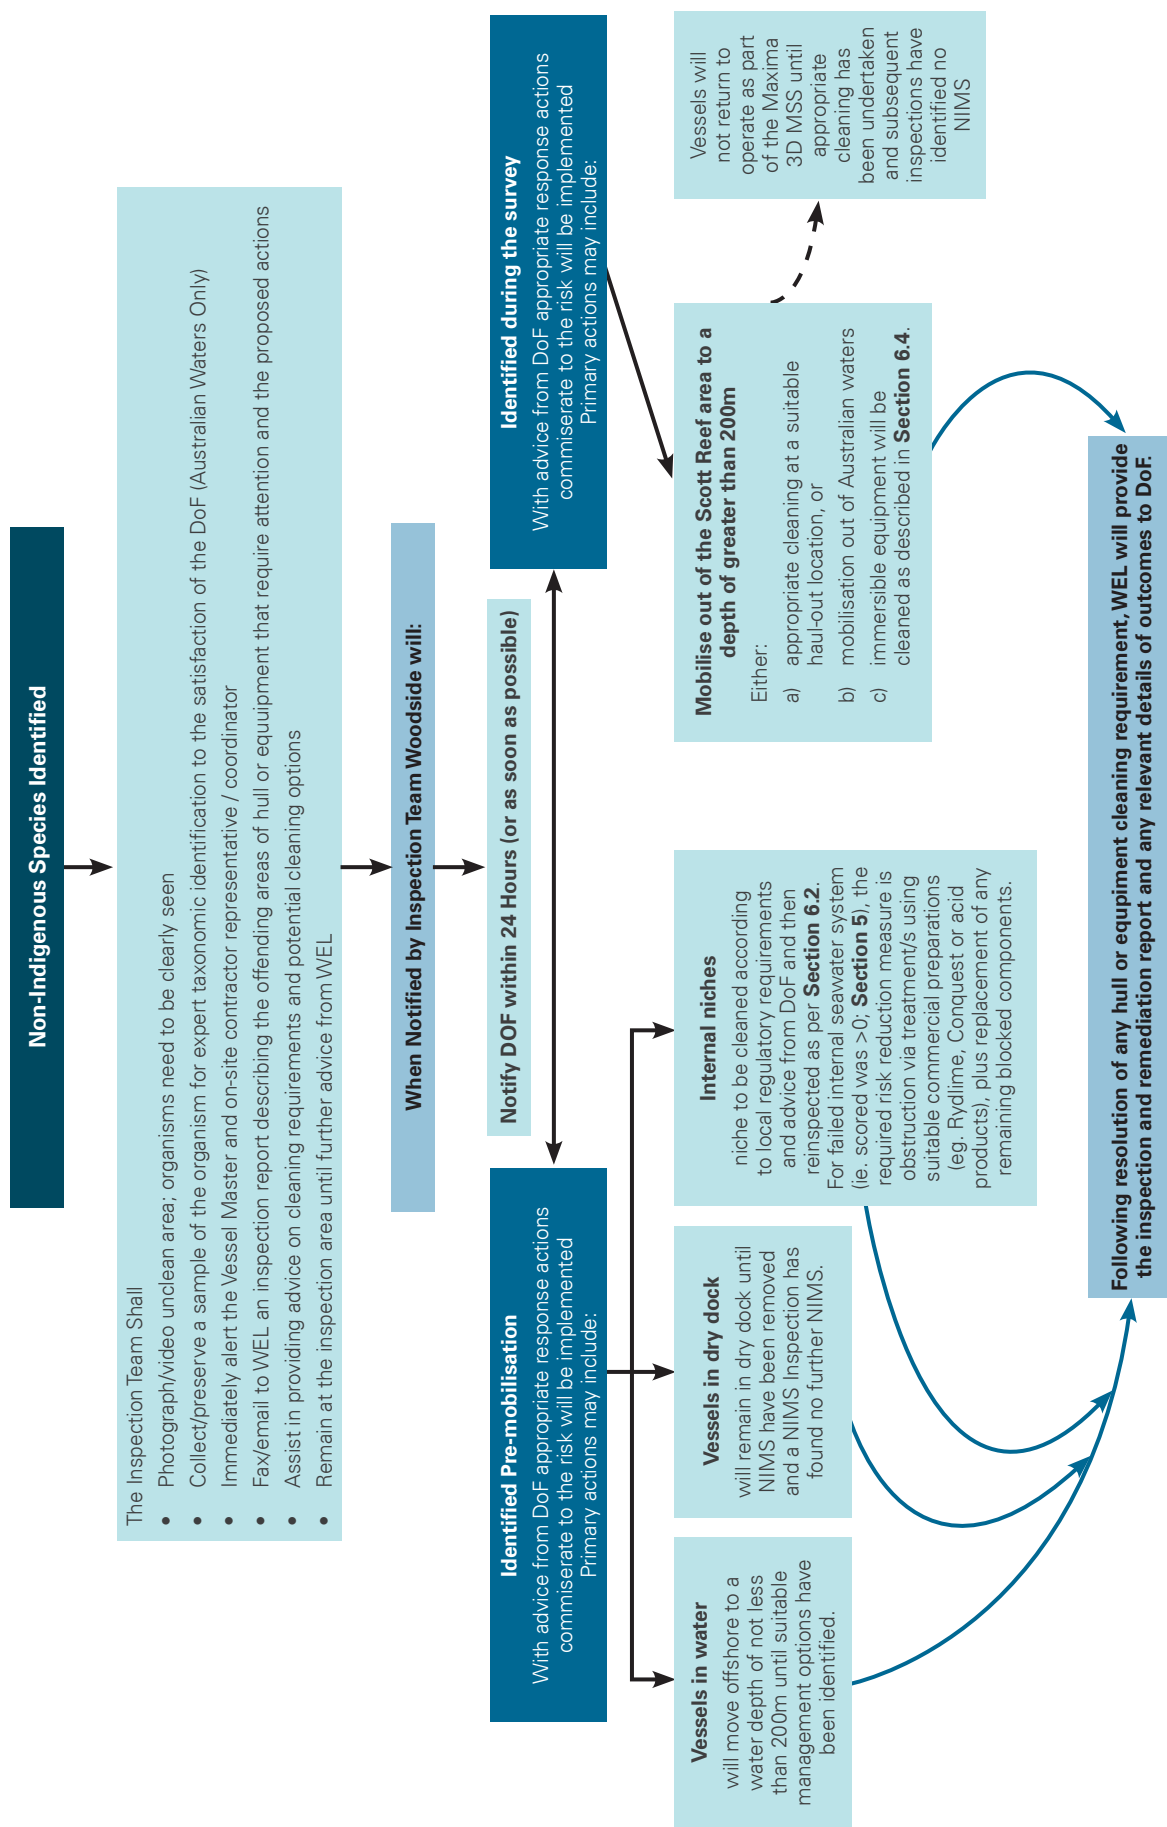 Non-Indigenous Species Identified
The Inspection Team Shall
• Photograph/video unclean area; organisms need to be clearly seen
• Collect/preserve a sample of the organism for expert taxonomic identification to the satisfaction of the DoF (Australian Waters Only)
• Immediately alert the Vessel Master and on-site contractor representative / coordinator
• Fax/email to WEL an inspection report describing the offending areas of hull or equuipment that require attention and the proposed actions
• Assist in providing advice on cleaning requirements and potential cleaning options
• Remain at the inspection area until further advice from WEL
When Notified by Inspection Team Woodside will:
Notify DOF within 24 Hours (or as soon as possible)
Identified Pre-mobilisation
With advice from DoF appropriate response actions
commiserate to the risk will be implemented
Primary actions may include:
Identified during the survey
With advice from DoF appropriate response actions
commiserate to the risk will be implemented
Primary actions may include:
Vessels in water
will move offshore to a
water depth of not less
than 200m until suitable
management options have
been identified.
Vessels in dry dock
will remain in dry dock until
NIMS have been removed
and a NIMS Inspection has
found no further NIMS.
Internal niches
niche to be cleaned according
to local regulatory requirements
and advice from DoF and then
reinspected as per Section 6.2.
For failed internal seawater system
(ie. scored was >0; Section 5), the
required risk reduction measure is
obstruction via treatment/s using
suitable commercial preparations
(eg. Rydlime, Conquest or acid
products), plus replacement of any
remaining blocked components.
Mobilise out of the Scott Reef area to a
depth of greater than 200m
Either:
a) appropriate cleaning at a suitable
haul-out location, or
b) mobilisation out of Australian waters
c) immersible equipment will be
cleaned as described in Section 6.4.
Vessels will
not return to
operate as part
of the Maxima
3D MSS until
appropriate
cleaning has
been undertaken
and subsequent
inspections have
identified no
NIMS
Following resolution of any hull or equpiment cleaning requirement, WEL will provide
the inspection and remediation report and any relevant details of outcomes to DoF.